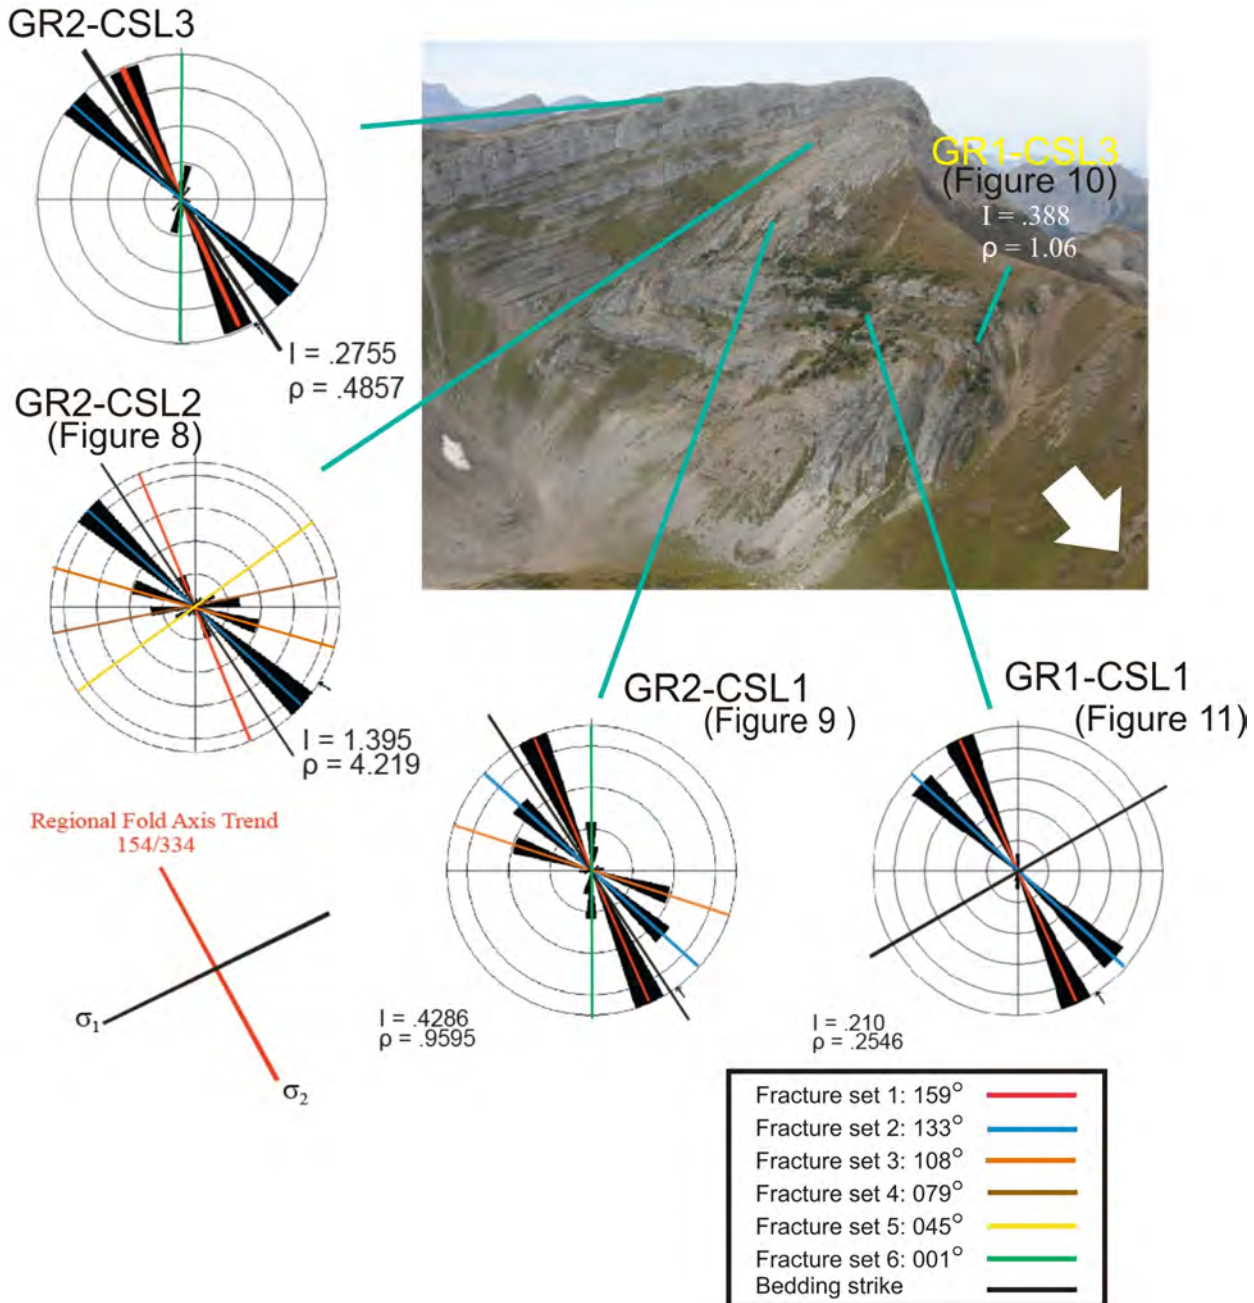 GR2-CSL3
I = .2755
ρ = .4857
GR1-CSL3
(Figure 10)
I = .388
ρ = 1.06
GR2-CSL2
(Figure 8)
I = 1.395
ρ = 4.219
GR2-CSL1
(Figure 9 )
I = .4286
ρ = .9595
GR1-CSL1
(Figure 11)
I = .210
ρ = .2546
Regional Fold Axis Trend
154/334
σ1
σ2
Fracture set 1: 159°
Fracture set 2: 133°
Fracture set 3: 108°
Fracture set 4: 079°
Fracture set 5: 045°
Fracture set 6: 001°
Bedding strike